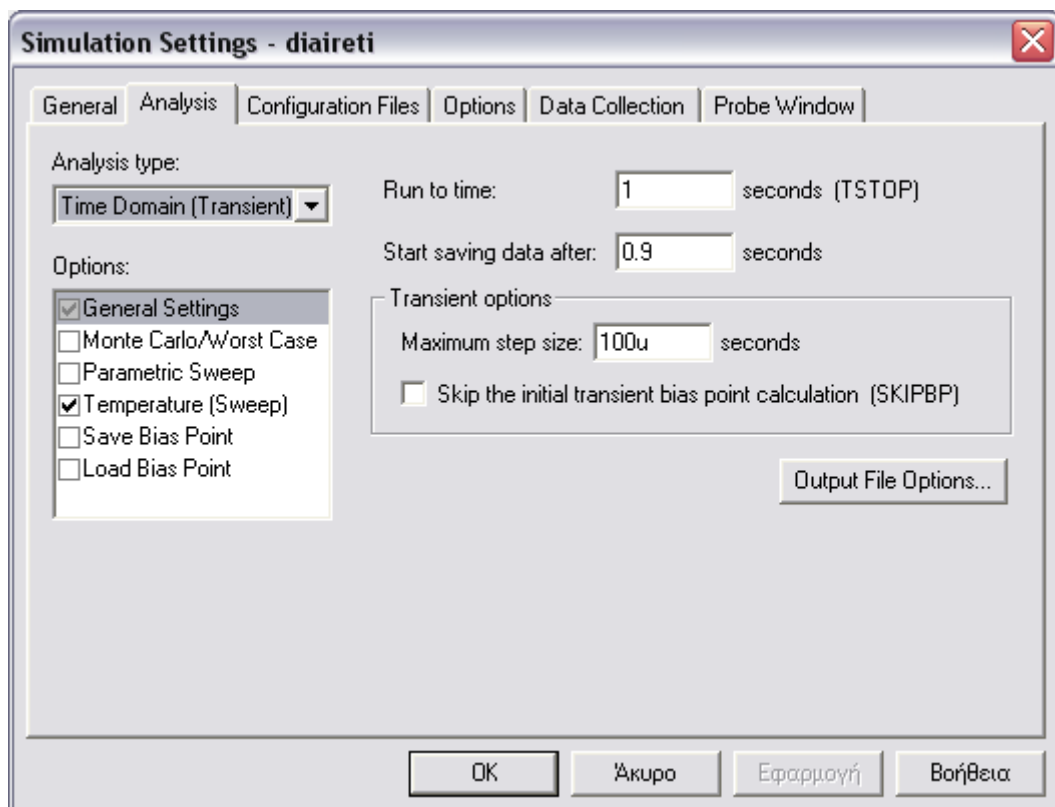 Simulation Settings - diaireti
General Analysis Configuration Files Options Data Collection Probe Window
Analysis type:
Time Domain (Transient)
Options:
General Settings
Monte Carlo/Worst Case
Parametric Sweep
Temperature (Sweep)
Save Bias Point
Load Bias Point
Run to time: 1 seconds (TSTOP)
Start saving data after: 0.9 seconds
Transient options
Maximum step size: 100u seconds
Skip the initial transient bias point calculation (SKIPBP)
Output File Options...
OK Άκυρο Εφαρμογή Βοήθεια